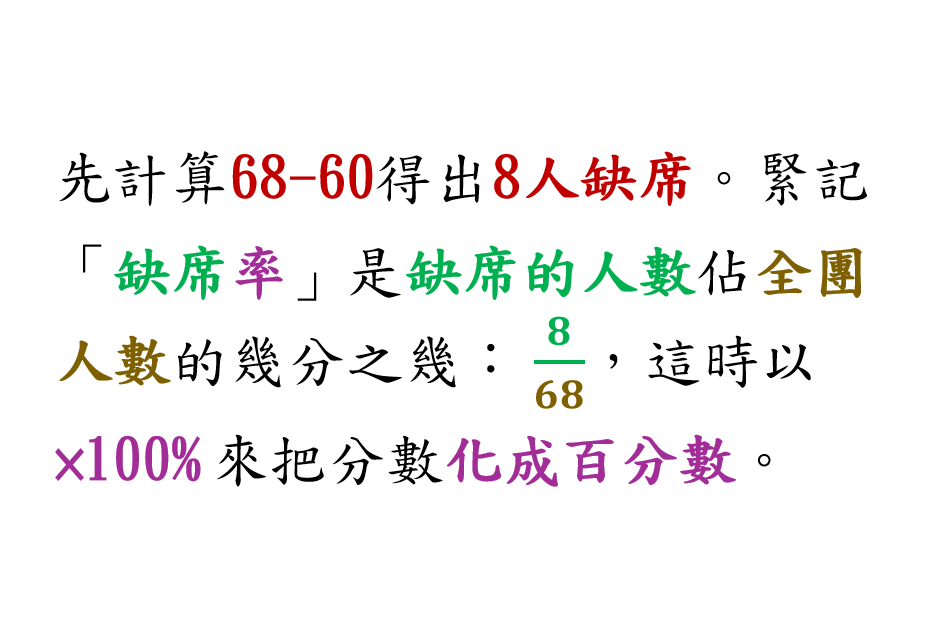 先計算68-60得出8人缺席。緊記
「缺席率」是缺席的人數佔全團
人數的幾分之幾：8/68，這時以
×100%來把分數化成百分數。